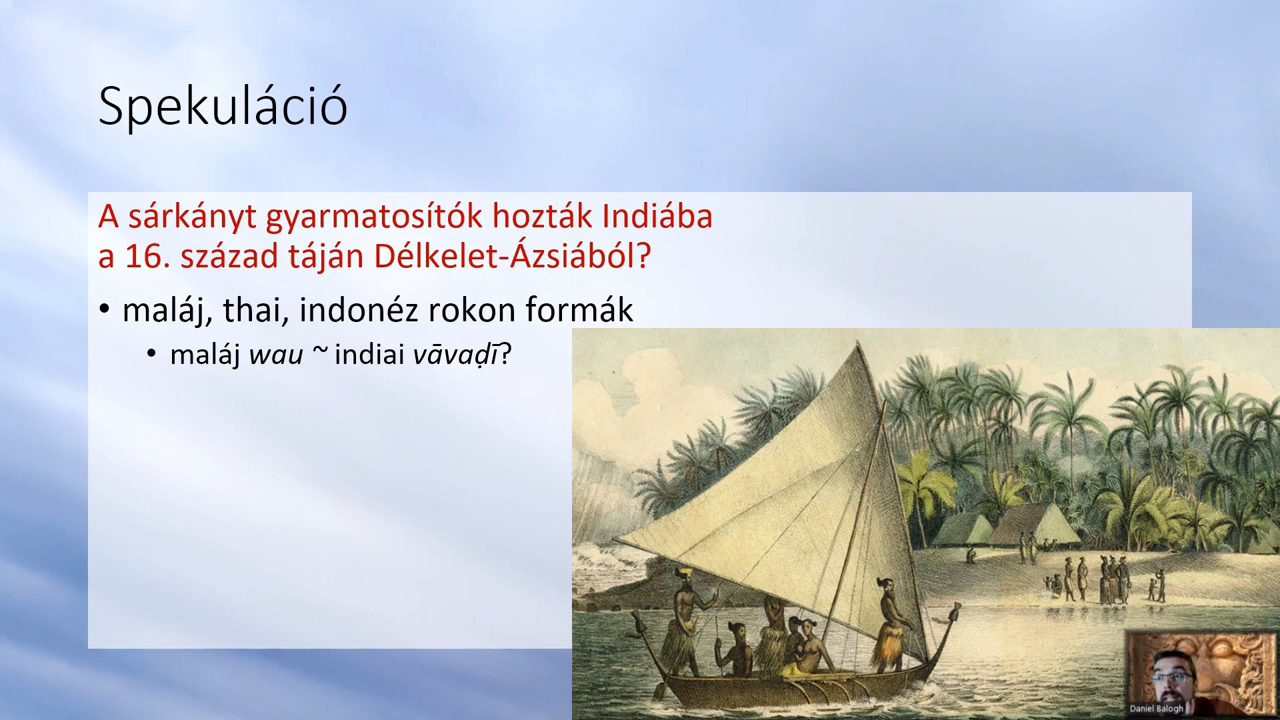 Spekuláció
A sárkányt gyarmatosítók hozták Indiába
a 16. század táján Délkelet-Ázsiából?
• maláj, thai, indonéz rokon formák
• maláj wau ~ indiai vāvaḍī?
Daniel Balogh